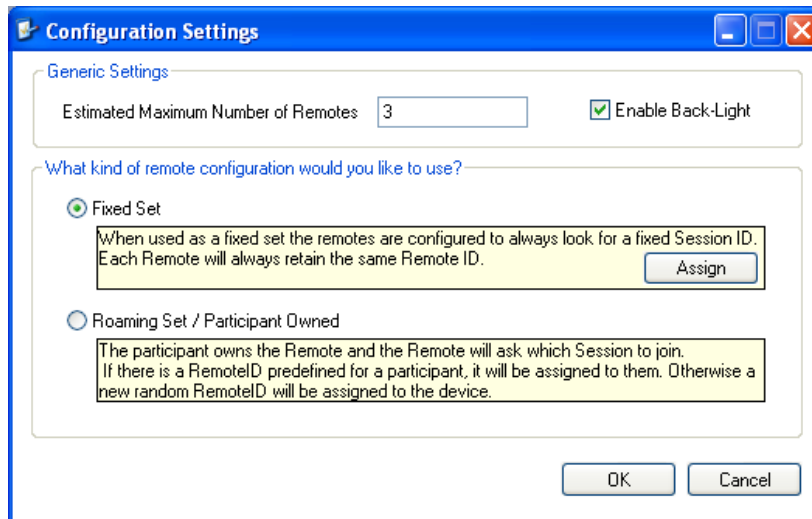 Configuration Settings
Generic Settings
Estimated Maximum Number of Remotes 3 Enable Back-Light
What kind of remote configuration would you like to use?
Fixed Set
When used as a fixed set the remotes are configured to always look for a fixed Session ID.
Each Remote will always retain the same Remote ID.
Assign
Roaming Set / Participant Owned
The participant owns the Remote and the Remote will ask which Session to join.
If there is a RemoteID predefined for a participant, it will be assigned to them. Otherwise a
new random RemoteID will be assigned to the device.
OK Cancel